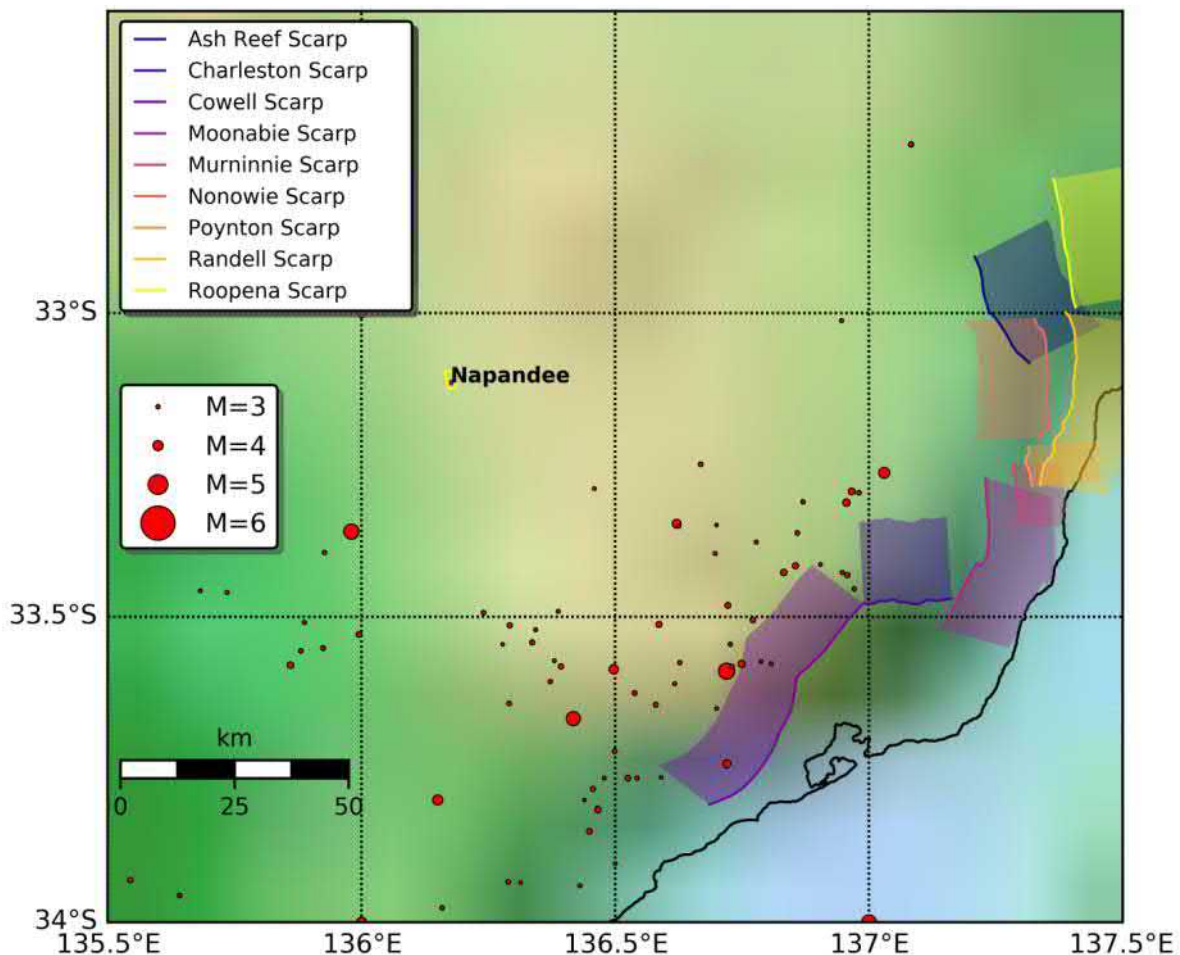 Ash Reef Scarp
Charleston Scarp
Cowell Scarp
Moonabie Scarp
Murninnie Scarp
Nonowie Scarp
Poynton Scarp
Randell Scarp
Roopena Scarp
33°S
Napandee
M=3
M=4
M=5
M=6
33.5°S
km
0 25 50
34°S
135.5°E 136°E 136.5°E 137°E 137.5°E